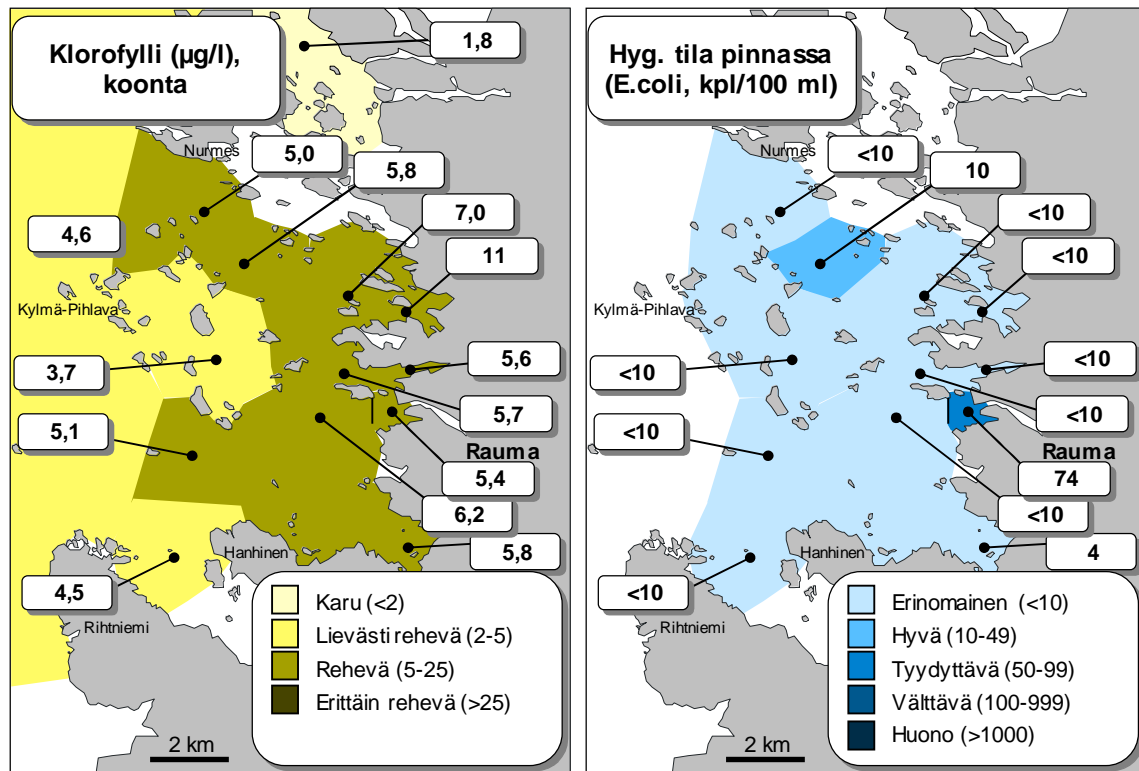 Klorofylli (µg/l),
koonta
1,8
Nurmes
5,0
5,8
4,6
7,0
11
Kylmä-Pihlava
3,7
5,6
5,7
5,1
Rauma
5,4
6,2
Hanhinen
5,8
4,5
Rihtniemi
Karu (<2)
Lievästi rehevä (2-5)
Rehevä (5-25)
Erittäin rehevä (>25)
2 km
Hyg. tila pinnassa
(E.coli, kpl/100 ml)
Nurmes
<10
10
<10
<10
Kylmä-Pihlava
<10
<10
<10
<10
Rauma
74
<10
Hanhinen
4
<10
Rihtniemi
Erinomainen (<10)
Hyvä (10-49)
Tyydyttävä (50-99)
Välttävä (100-999)
Huono (>1000)
2 km